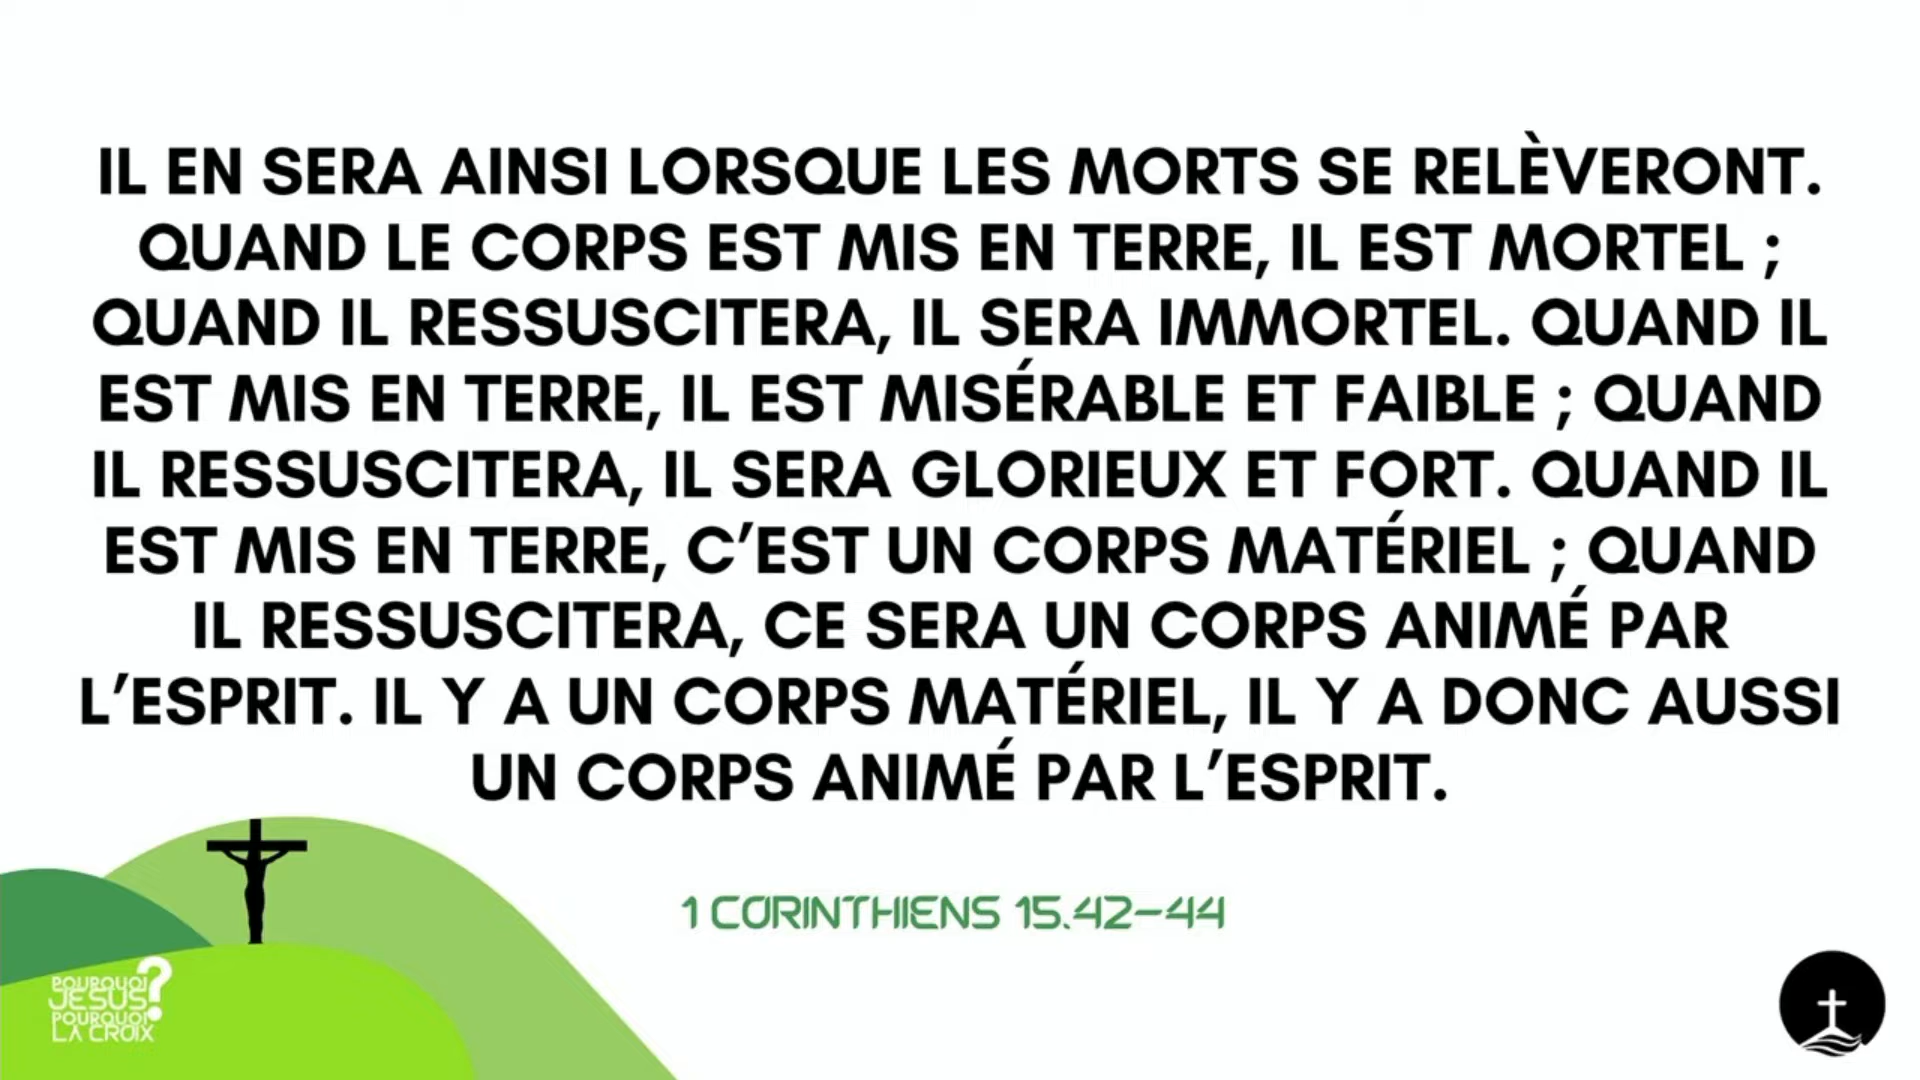 IL EN SERA AINSI LORSQUE LES MORTS SE RELÈVERONT.
QUAND LE CORPS EST MIS EN TERRE, IL EST MORTEL ;
QUAND IL RESSUSCITERA, IL SERA IMMORTEL. QUAND IL
EST MIS EN TERRE, IL EST MISÉRABLE ET FAIBLE ; QUAND
IL RESSUSCITERA, IL SERA GLORIEUX ET FORT. QUAND IL
EST MIS EN TERRE, C’EST UN CORPS MATÉRIEL ; QUAND
IL RESSUSCITERA, CE SERA UN CORPS ANIMÉ PAR
L’ESPRIT. IL Y A UN CORPS MATÉRIEL, IL Y A DONC AUSSI
UN CORPS ANIMÉ PAR L’ESPRIT.
1 CORINTHIENS 15.42–44
POURQUOI
JESUS?
POURQUOI
LA CROIX